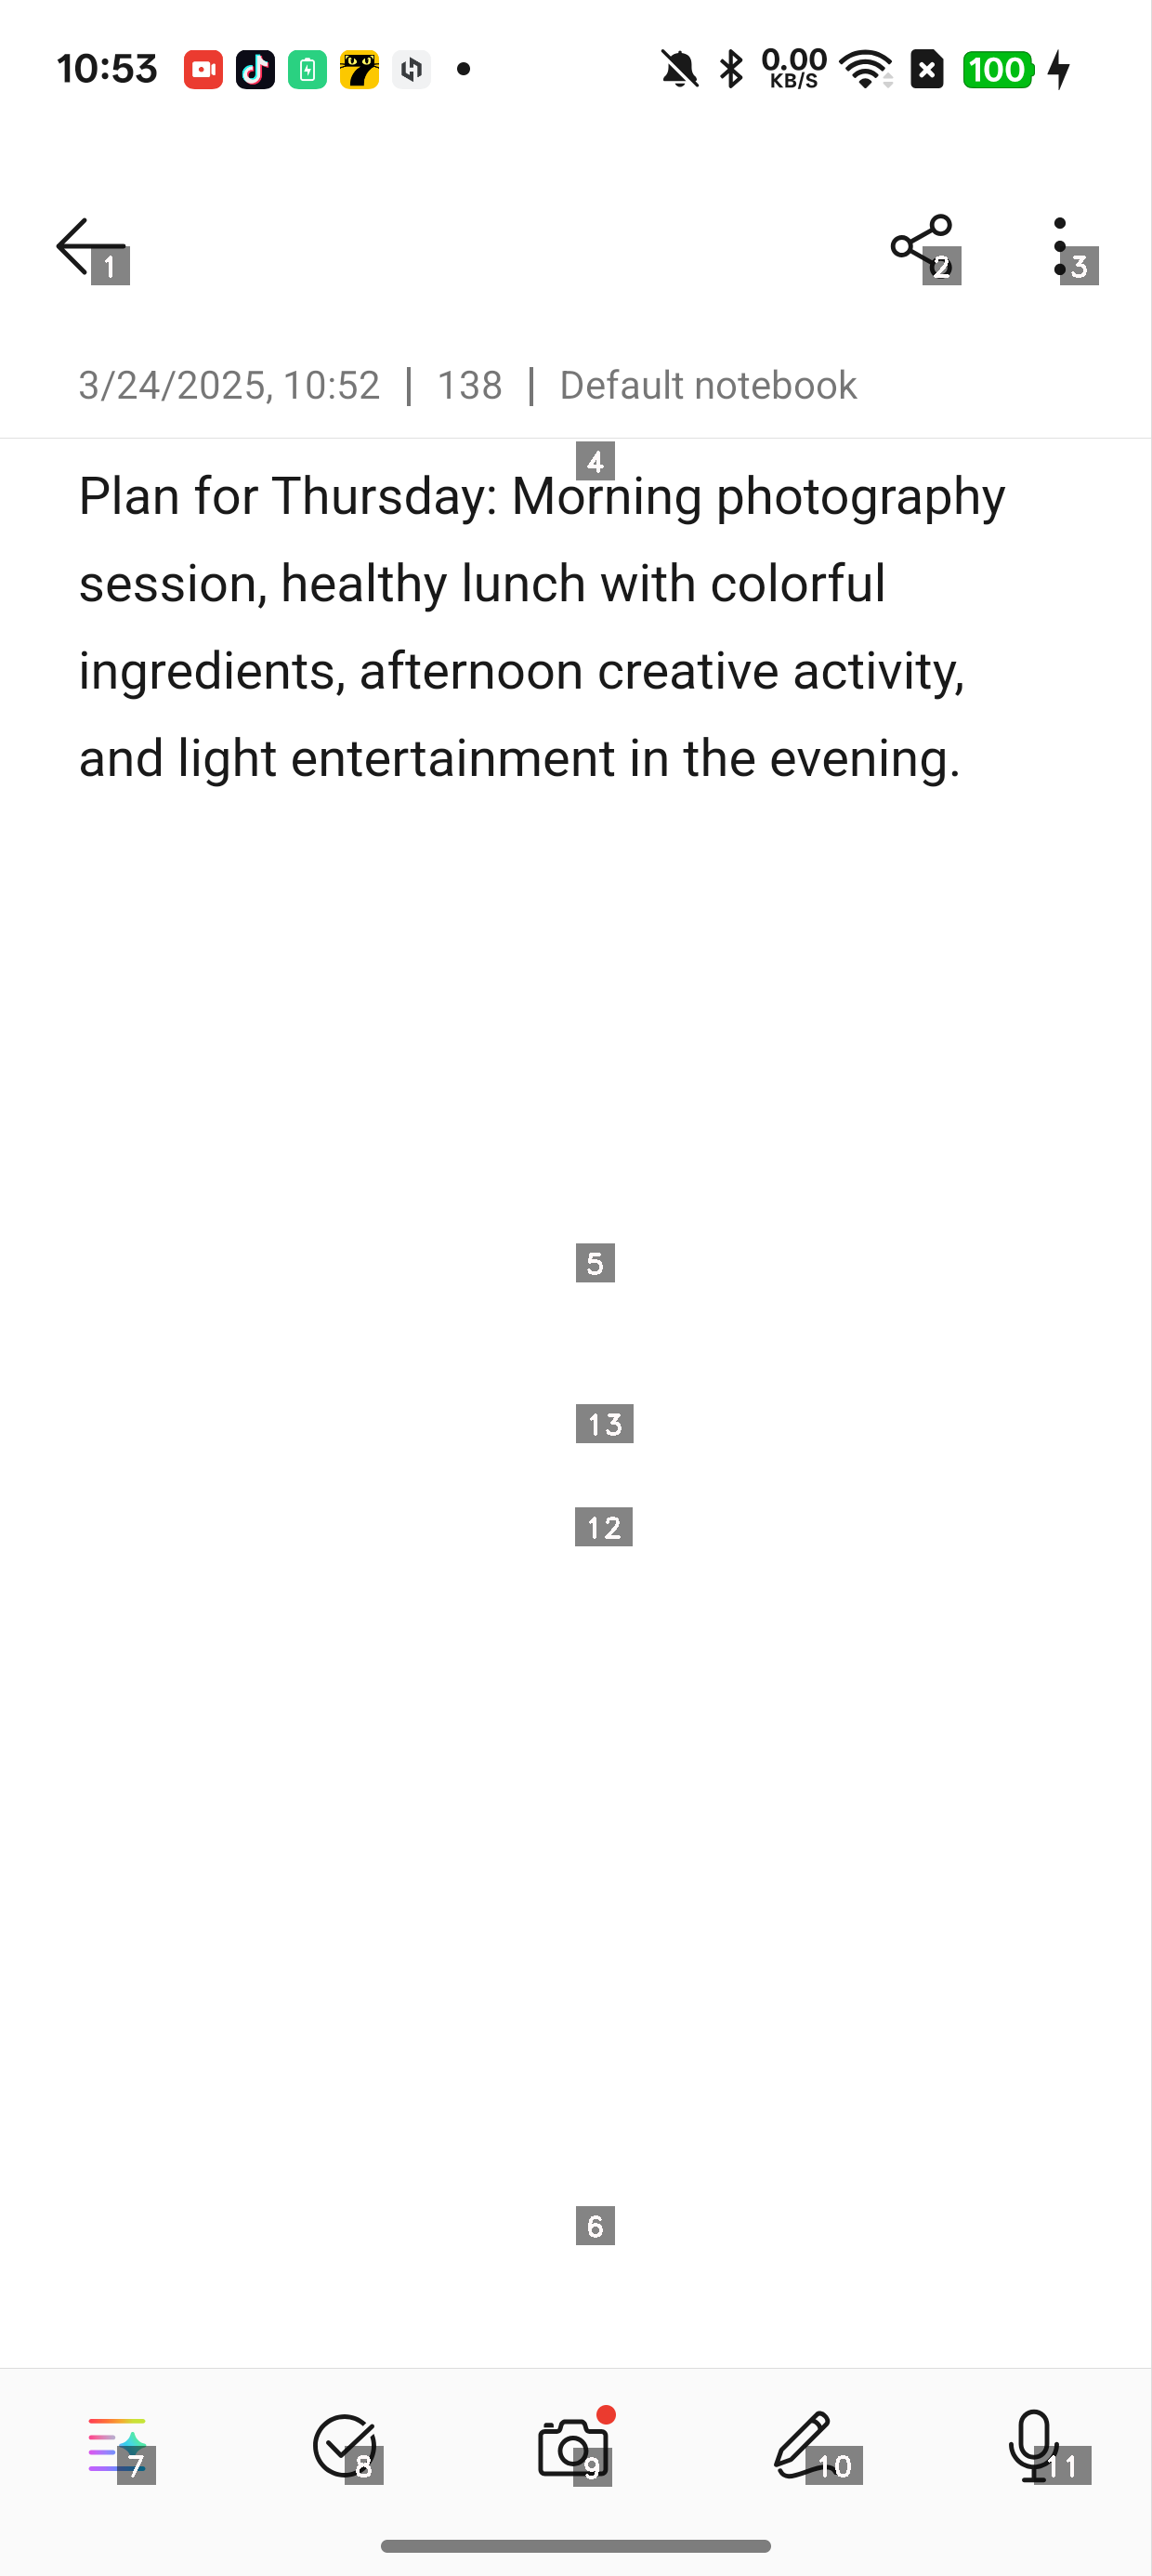 10:53 0.00 KB/S 100
1 2 3
3/24/2025, 10:52 | 138 | Default notebook
4
Plan for Thursday: Morning photography
session, healthy lunch with colorful
ingredients, afternoon creative activity,
and light entertainment in the evening.
5
13
12
6
7 8 9 10 11